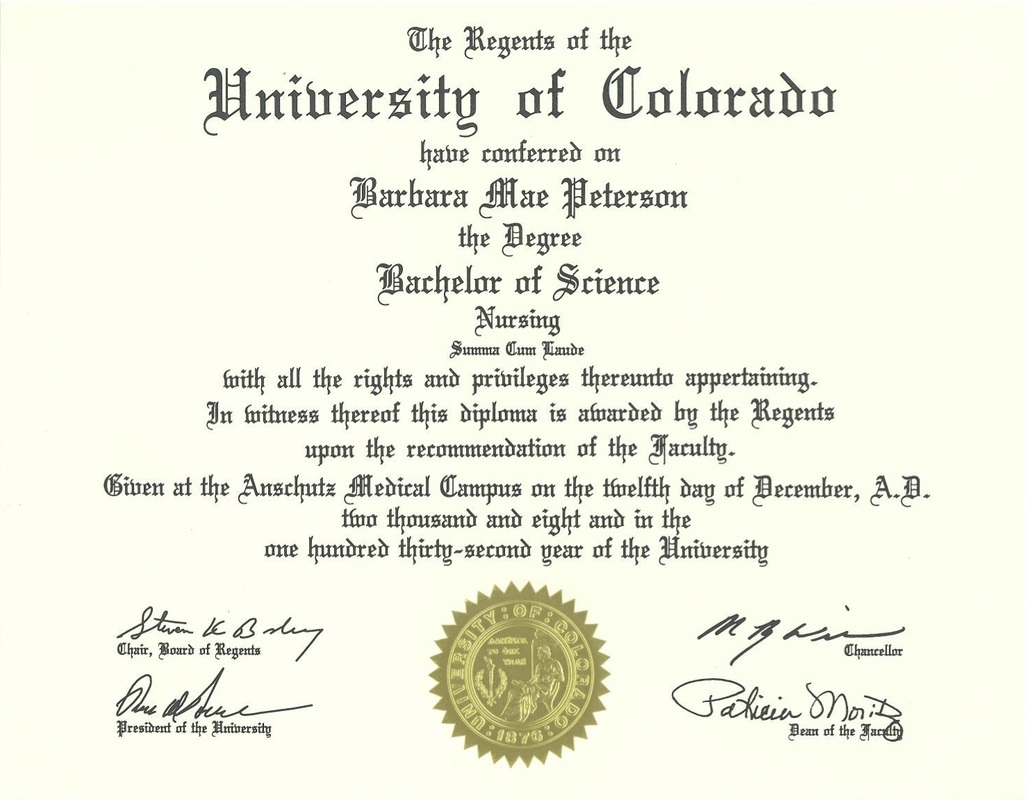 The Regents of the
University of Colorado
have conferred on
Barbara Mae Peterson
the Degree
Bachelor of Science
Nursing
Summa Cum Laude
with all the rights and privileges thereunto appertaining.
In witness thereof this diploma is awarded by the Regents
upon the recommendation of the Faculty.
Given at the Anschutz Medical Campus on the twelfth day of December, A.D.
two thousand and eight and in the
one hundred thirty-second year of the University
Steven K
Chair, Board of Regents
President of the University
UNIVERSITY:OF:COLORADO
1876
Chancellor
Patricia Moritz
Dean of the Faculty